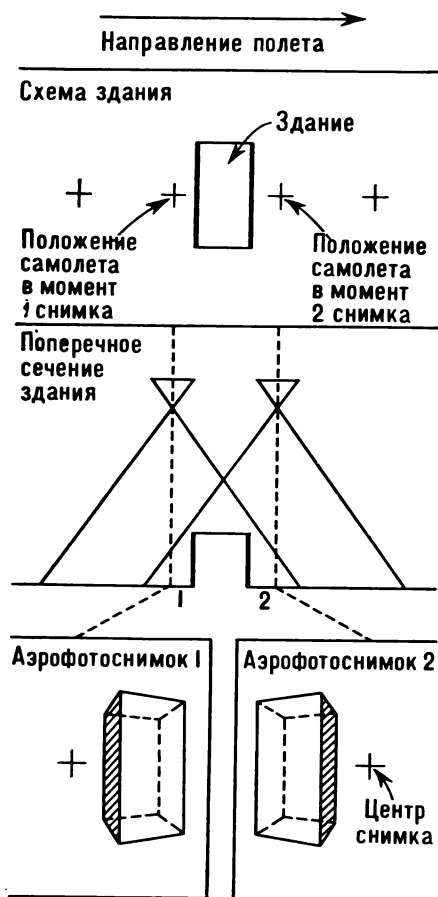 Направление полета
Схема здания
Здание
Положение
самолета
в момент
1 снимка
Положение
самолета
в момент
2 снимка
Поперечное
сечение
здания
1
2
Аэрофотоснимок 1
Аэрофотоснимок 2
Центр
снимка